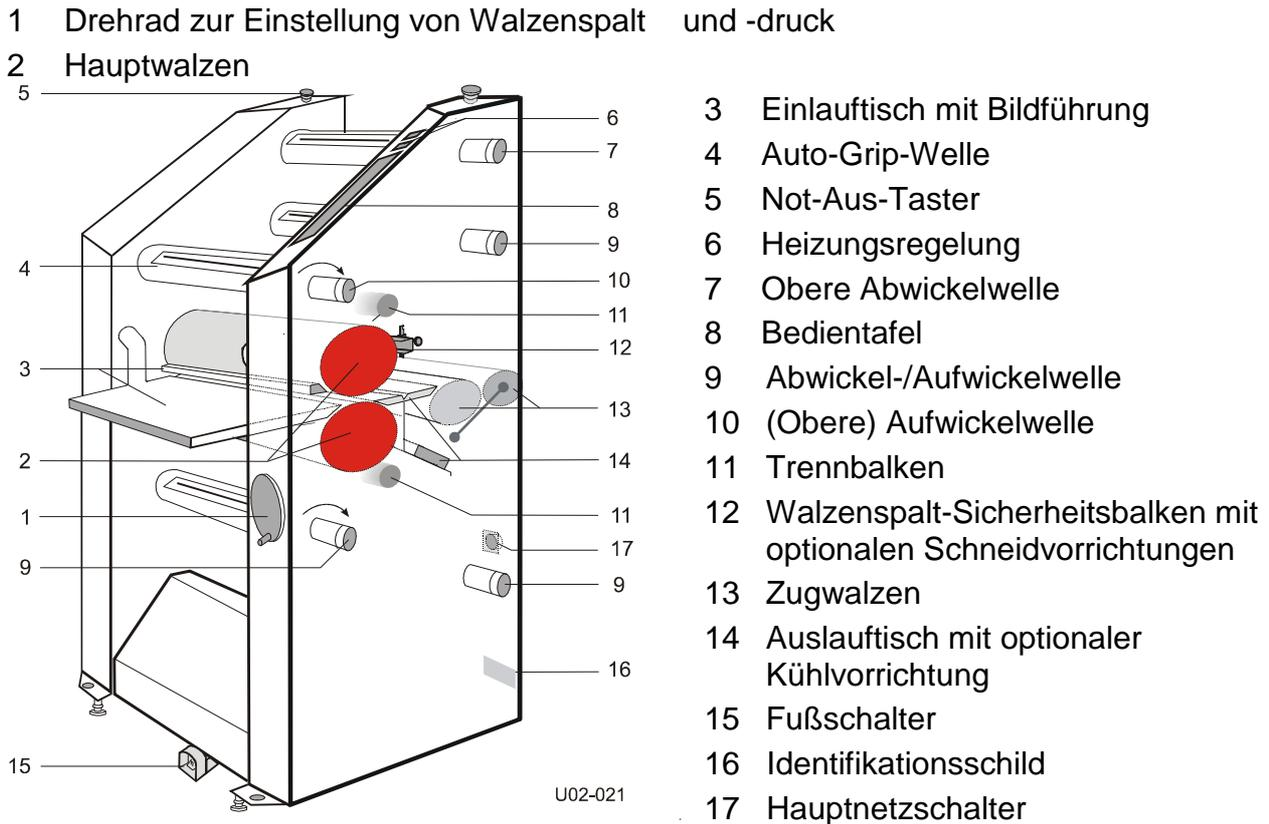 1 Drehrad zur Einstellung von Walzenspalt und -druck
2 Hauptwalzen
5
4
3
2
1
9
15
6
7
8
9
10
11
12
13
14
11
17
9
16
U02-021
3 Einlauftisch mit Bildführung
4 Auto-Grip-Welle
5 Not-Aus-Taster
6 Heizungsregelung
7 Obere Abwickelwelle
8 Bedientafel
9 Abwickel-/Aufwickelwelle
10 (Obere) Aufwickelwelle
11 Trennbalken
12 Walzenspalt-Sicherheitsbalken mit
optionalen Schneidvorrichtungen
13 Zugwalzen
14 Auslauftisch mit optionaler
Kühlvorrichtung
15 Fußschalter
16 Identifikationsschild
17 Hauptnetzschalter